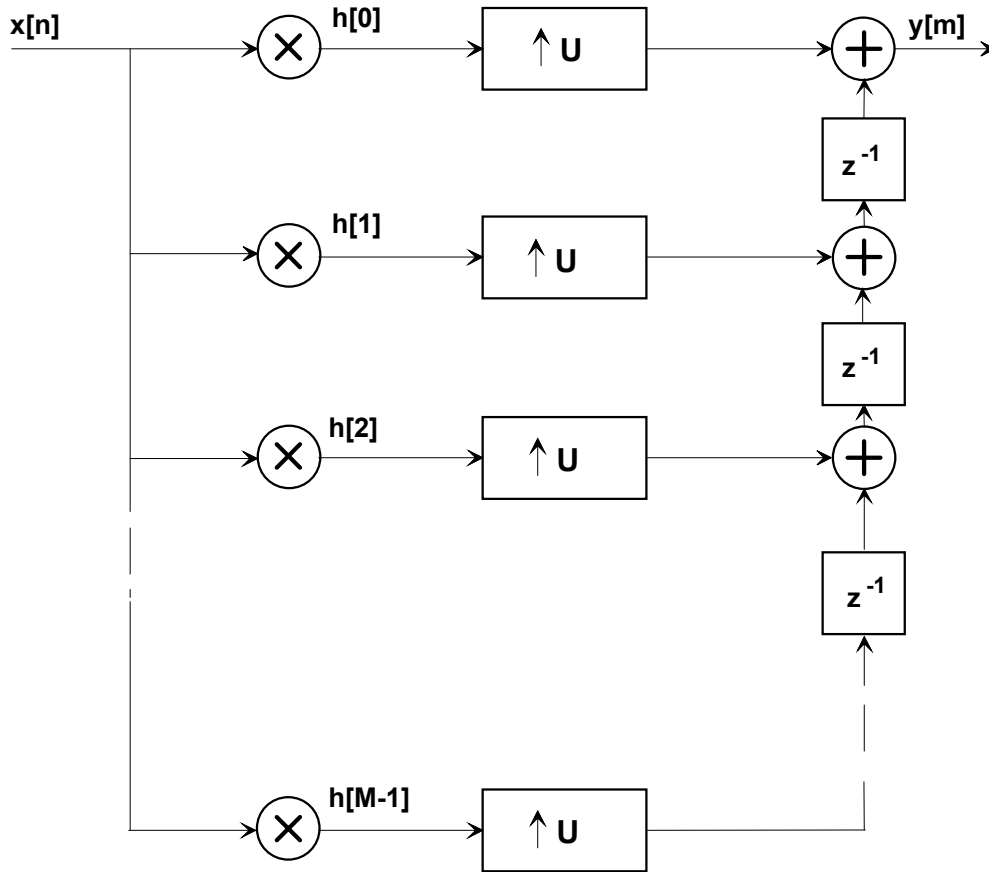 x[n]
h[0]
↑ U
y[m]
z⁻¹
h[1]
↑ U
z⁻¹
h[2]
↑ U
z⁻¹
h[M-1]
↑ U